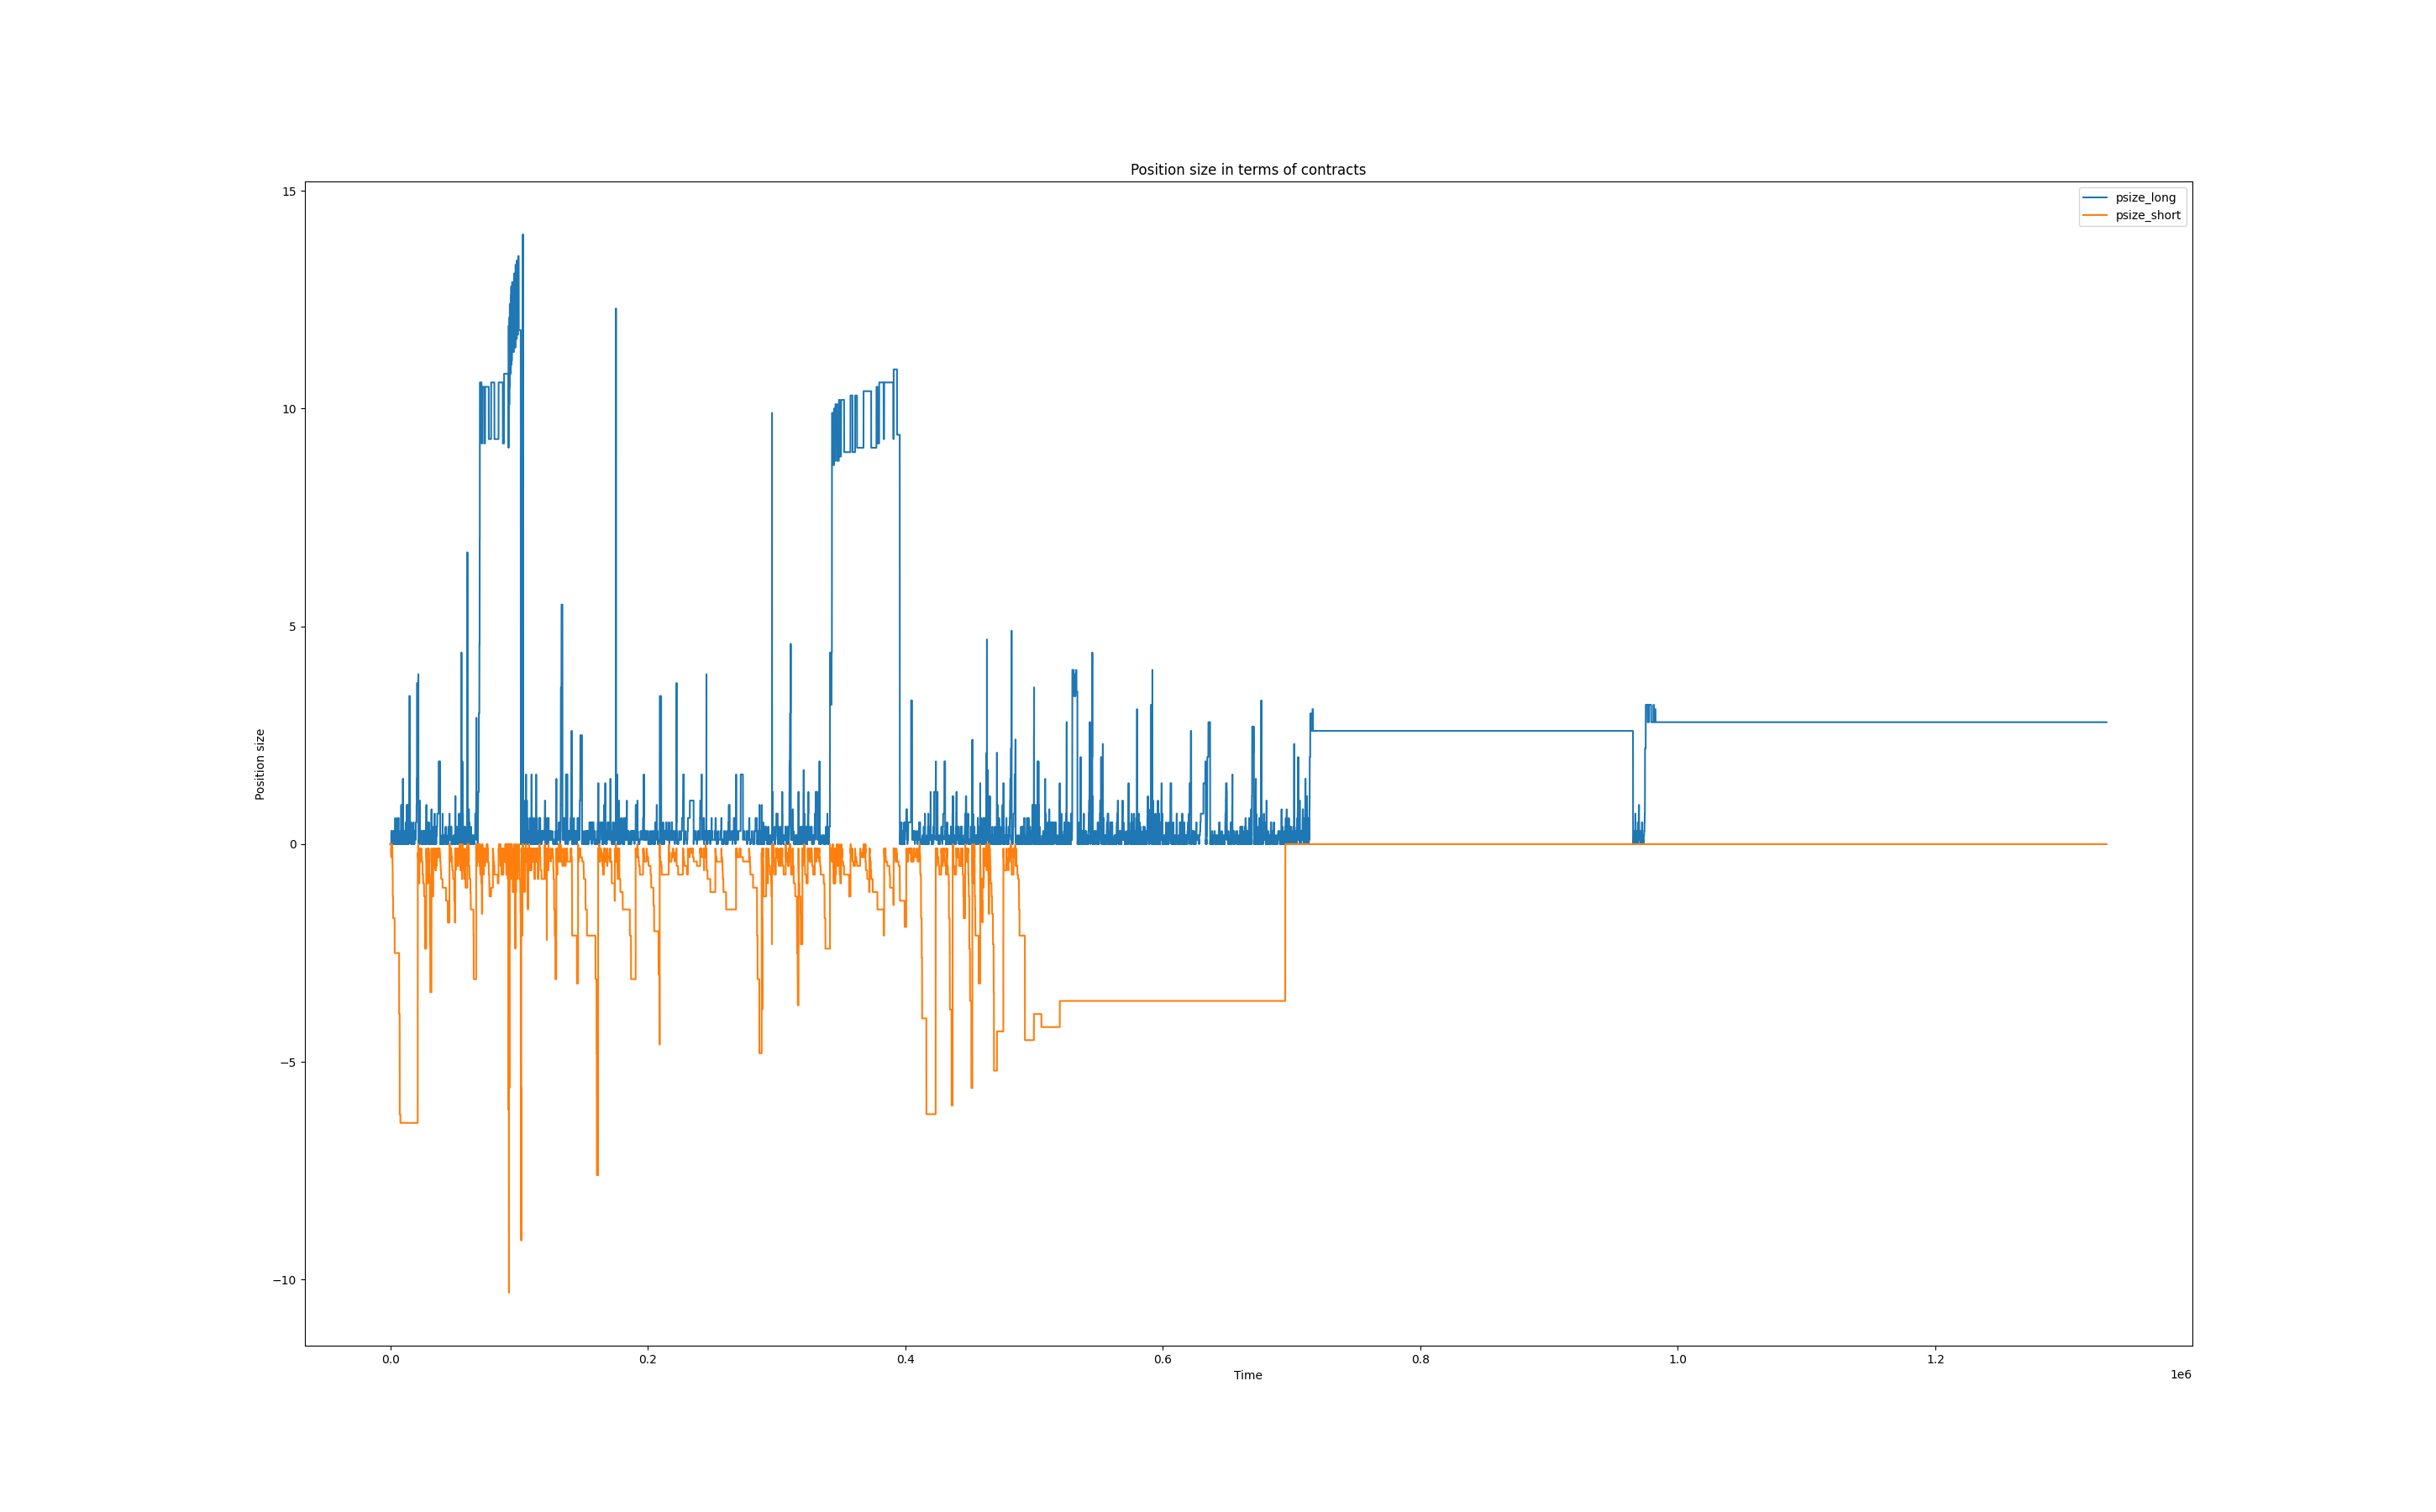 Position size in terms of contracts
psize_long
psize_short
15
10
5
0
−5
−10
Position size
0.0
0.2
0.4
0.6
0.8
1.0
1.2
1e6
Time